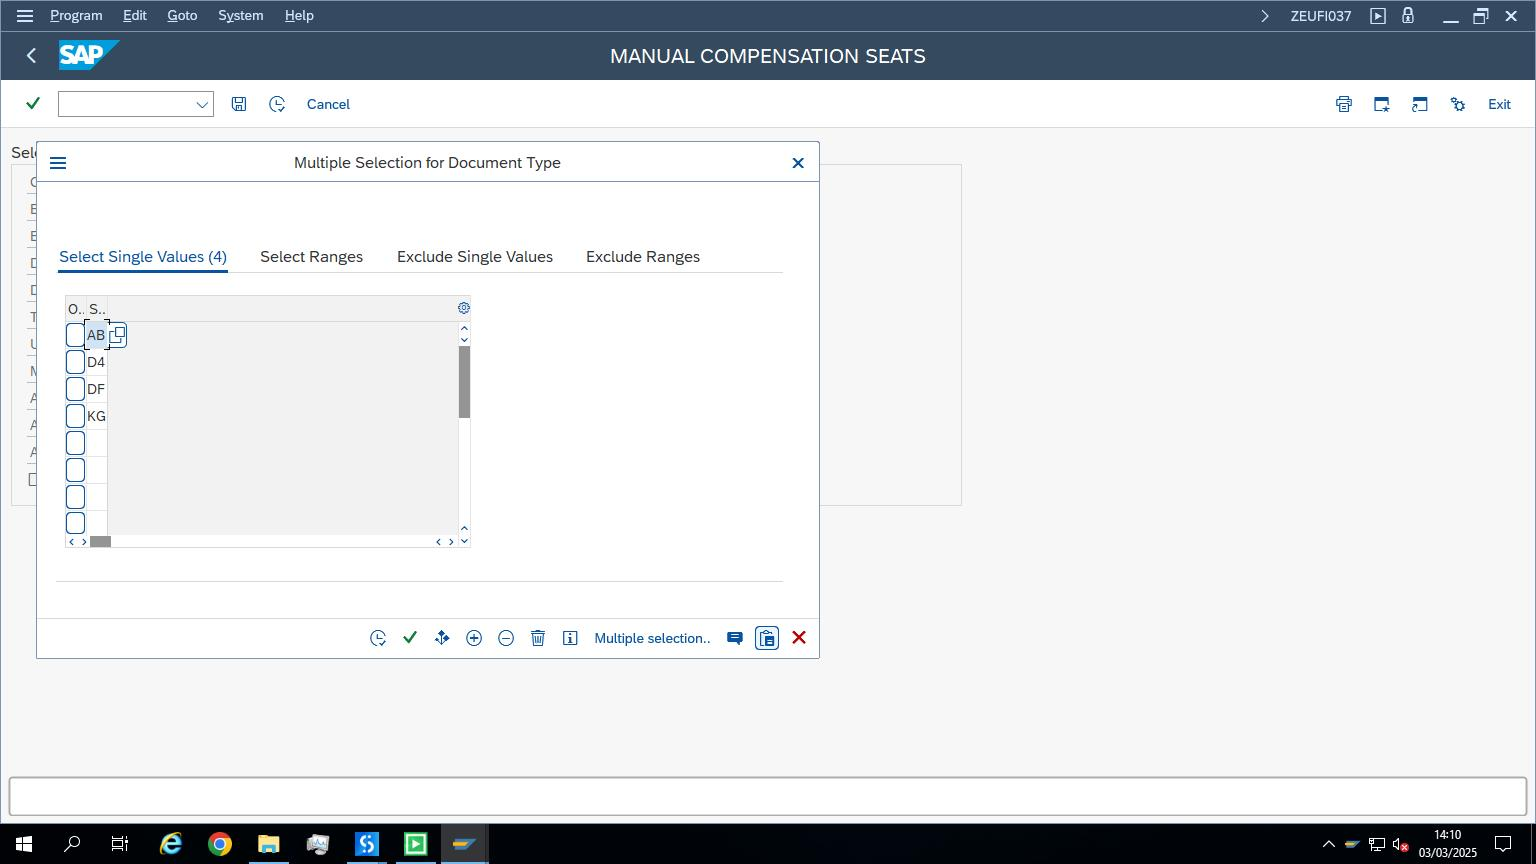 Program Edit Goto System Help ZEUFI037
SAP MANUAL COMPENSATION SEATS
Cancel Exit
Multiple Selection for Document Type
Select Single Values (4) Select Ranges Exclude Single Values Exclude Ranges
O.. S..
AB
D4
DF
KG
Multiple selection..
14:10
03/03/2025